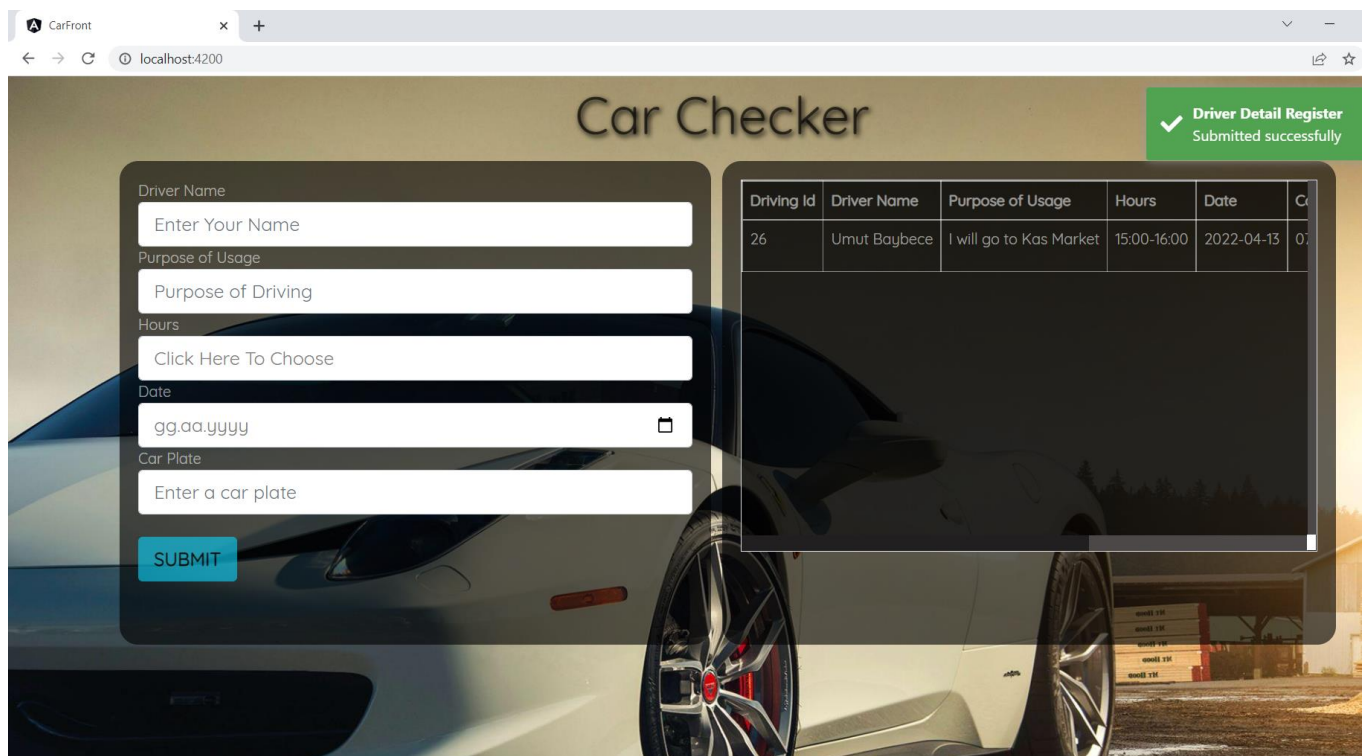 CarFront
localhost:4200
Car Checker
Driver Detail Register
Submitted successfully
Driver Name
Enter Your Name
Purpose of Usage
Purpose of Driving
Hours
Click Here To Choose
Date
gg.aa.yyyy
Car Plate
Enter a car plate
SUBMIT
Driving Id Driver Name Purpose of Usage Hours Date
26 Umut Baybece I will go to Kas Market 15:00-16:00 2022-04-13 07